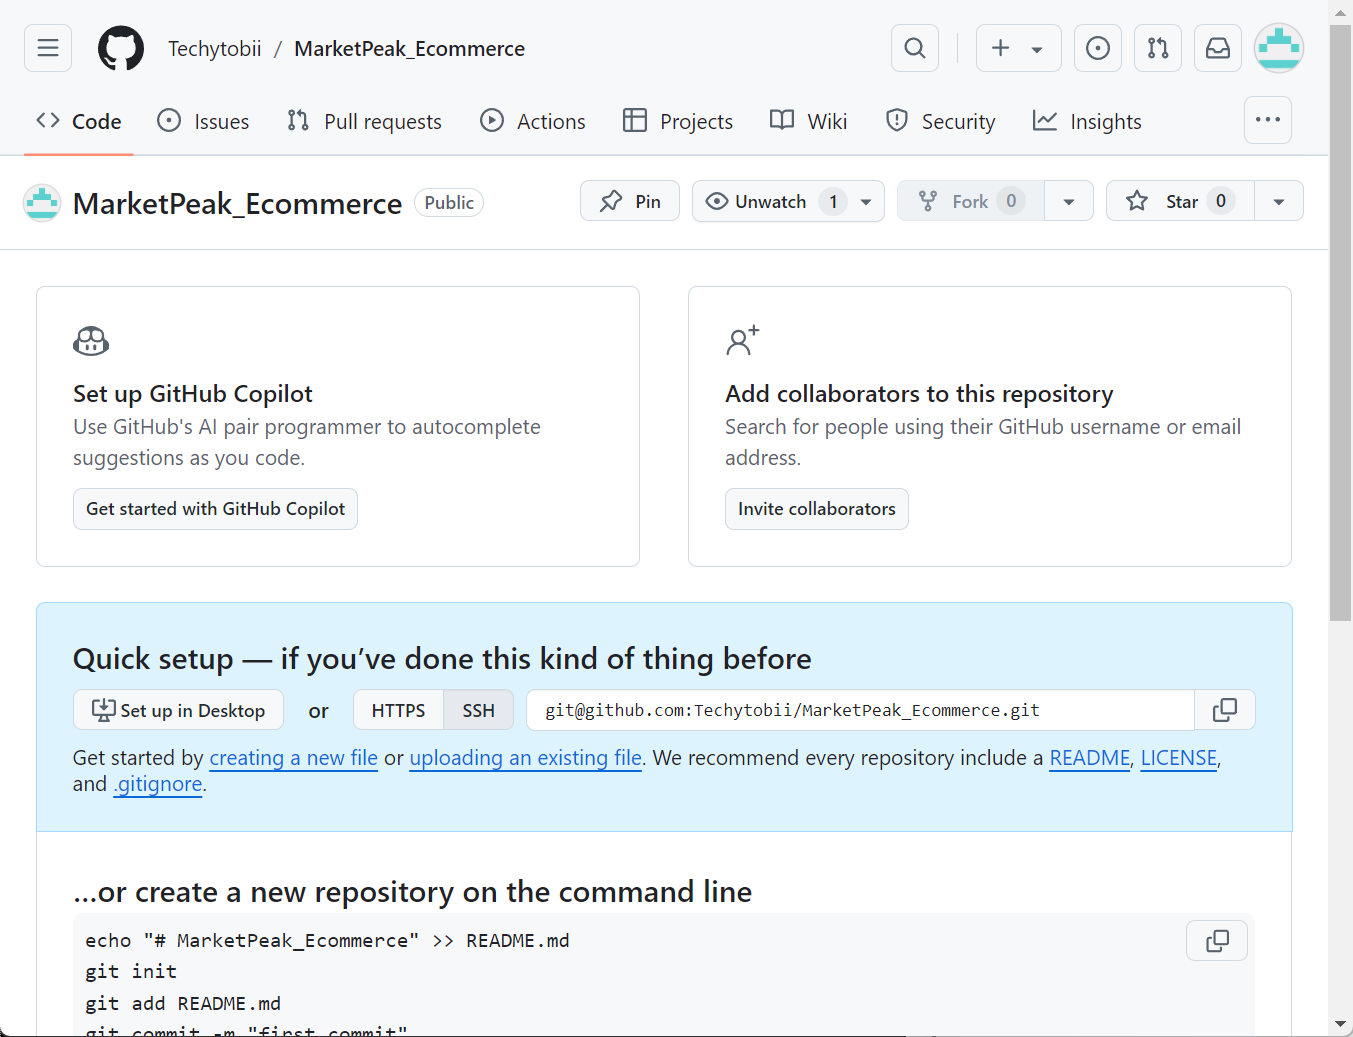 Techytobii / MarketPeak_Ecommerce
Code Issues Pull requests Actions Projects Wiki Security Insights
MarketPeak_Ecommerce Public Pin Unwatch 1 Fork 0 Star 0
Set up GitHub Copilot
Use GitHub's AI pair programmer to autocomplete
suggestions as you code.
Get started with GitHub Copilot
Add collaborators to this repository
Search for people using their GitHub username or email
address.
Invite collaborators
Quick setup — if you’ve done this kind of thing before
Set up in Desktop or HTTPS SSH git@github.com:Techytobii/MarketPeak_Ecommerce.git
Get started by creating a new file or uploading an existing file. We recommend every repository include a README, LICENSE,
and .gitignore.
…or create a new repository on the command line
echo "# MarketPeak_Ecommerce" >> README.md
git init
git add README.md
git commit -m "first commit"